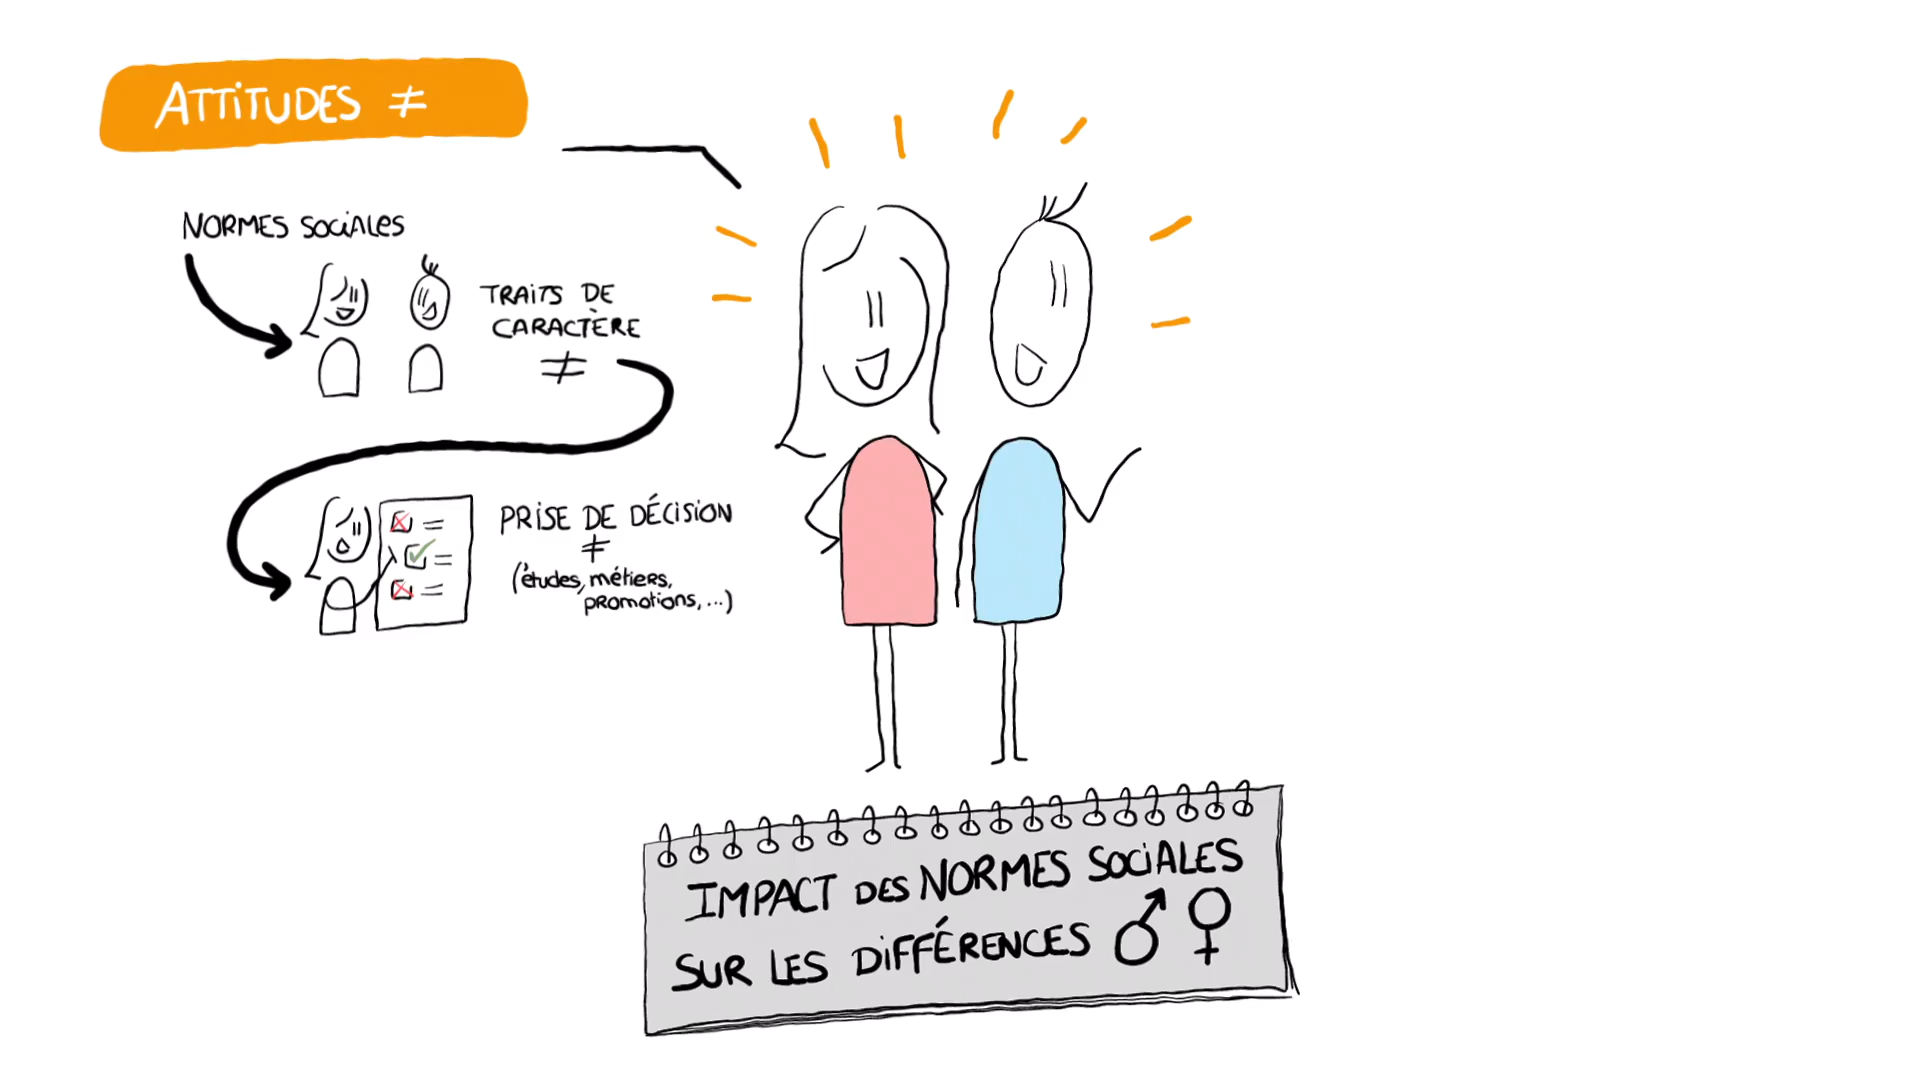 ATTITUDES ≠
NORMES SOCIALES
TRAITS DE
CARACTÈRE
≠
PRISE DE DÉCISION
≠
(études, métiers,
promotions, ...)
IMPACT DES NORMES SOCIALES
SUR LES DIFFÉRENCES ♂ ♀